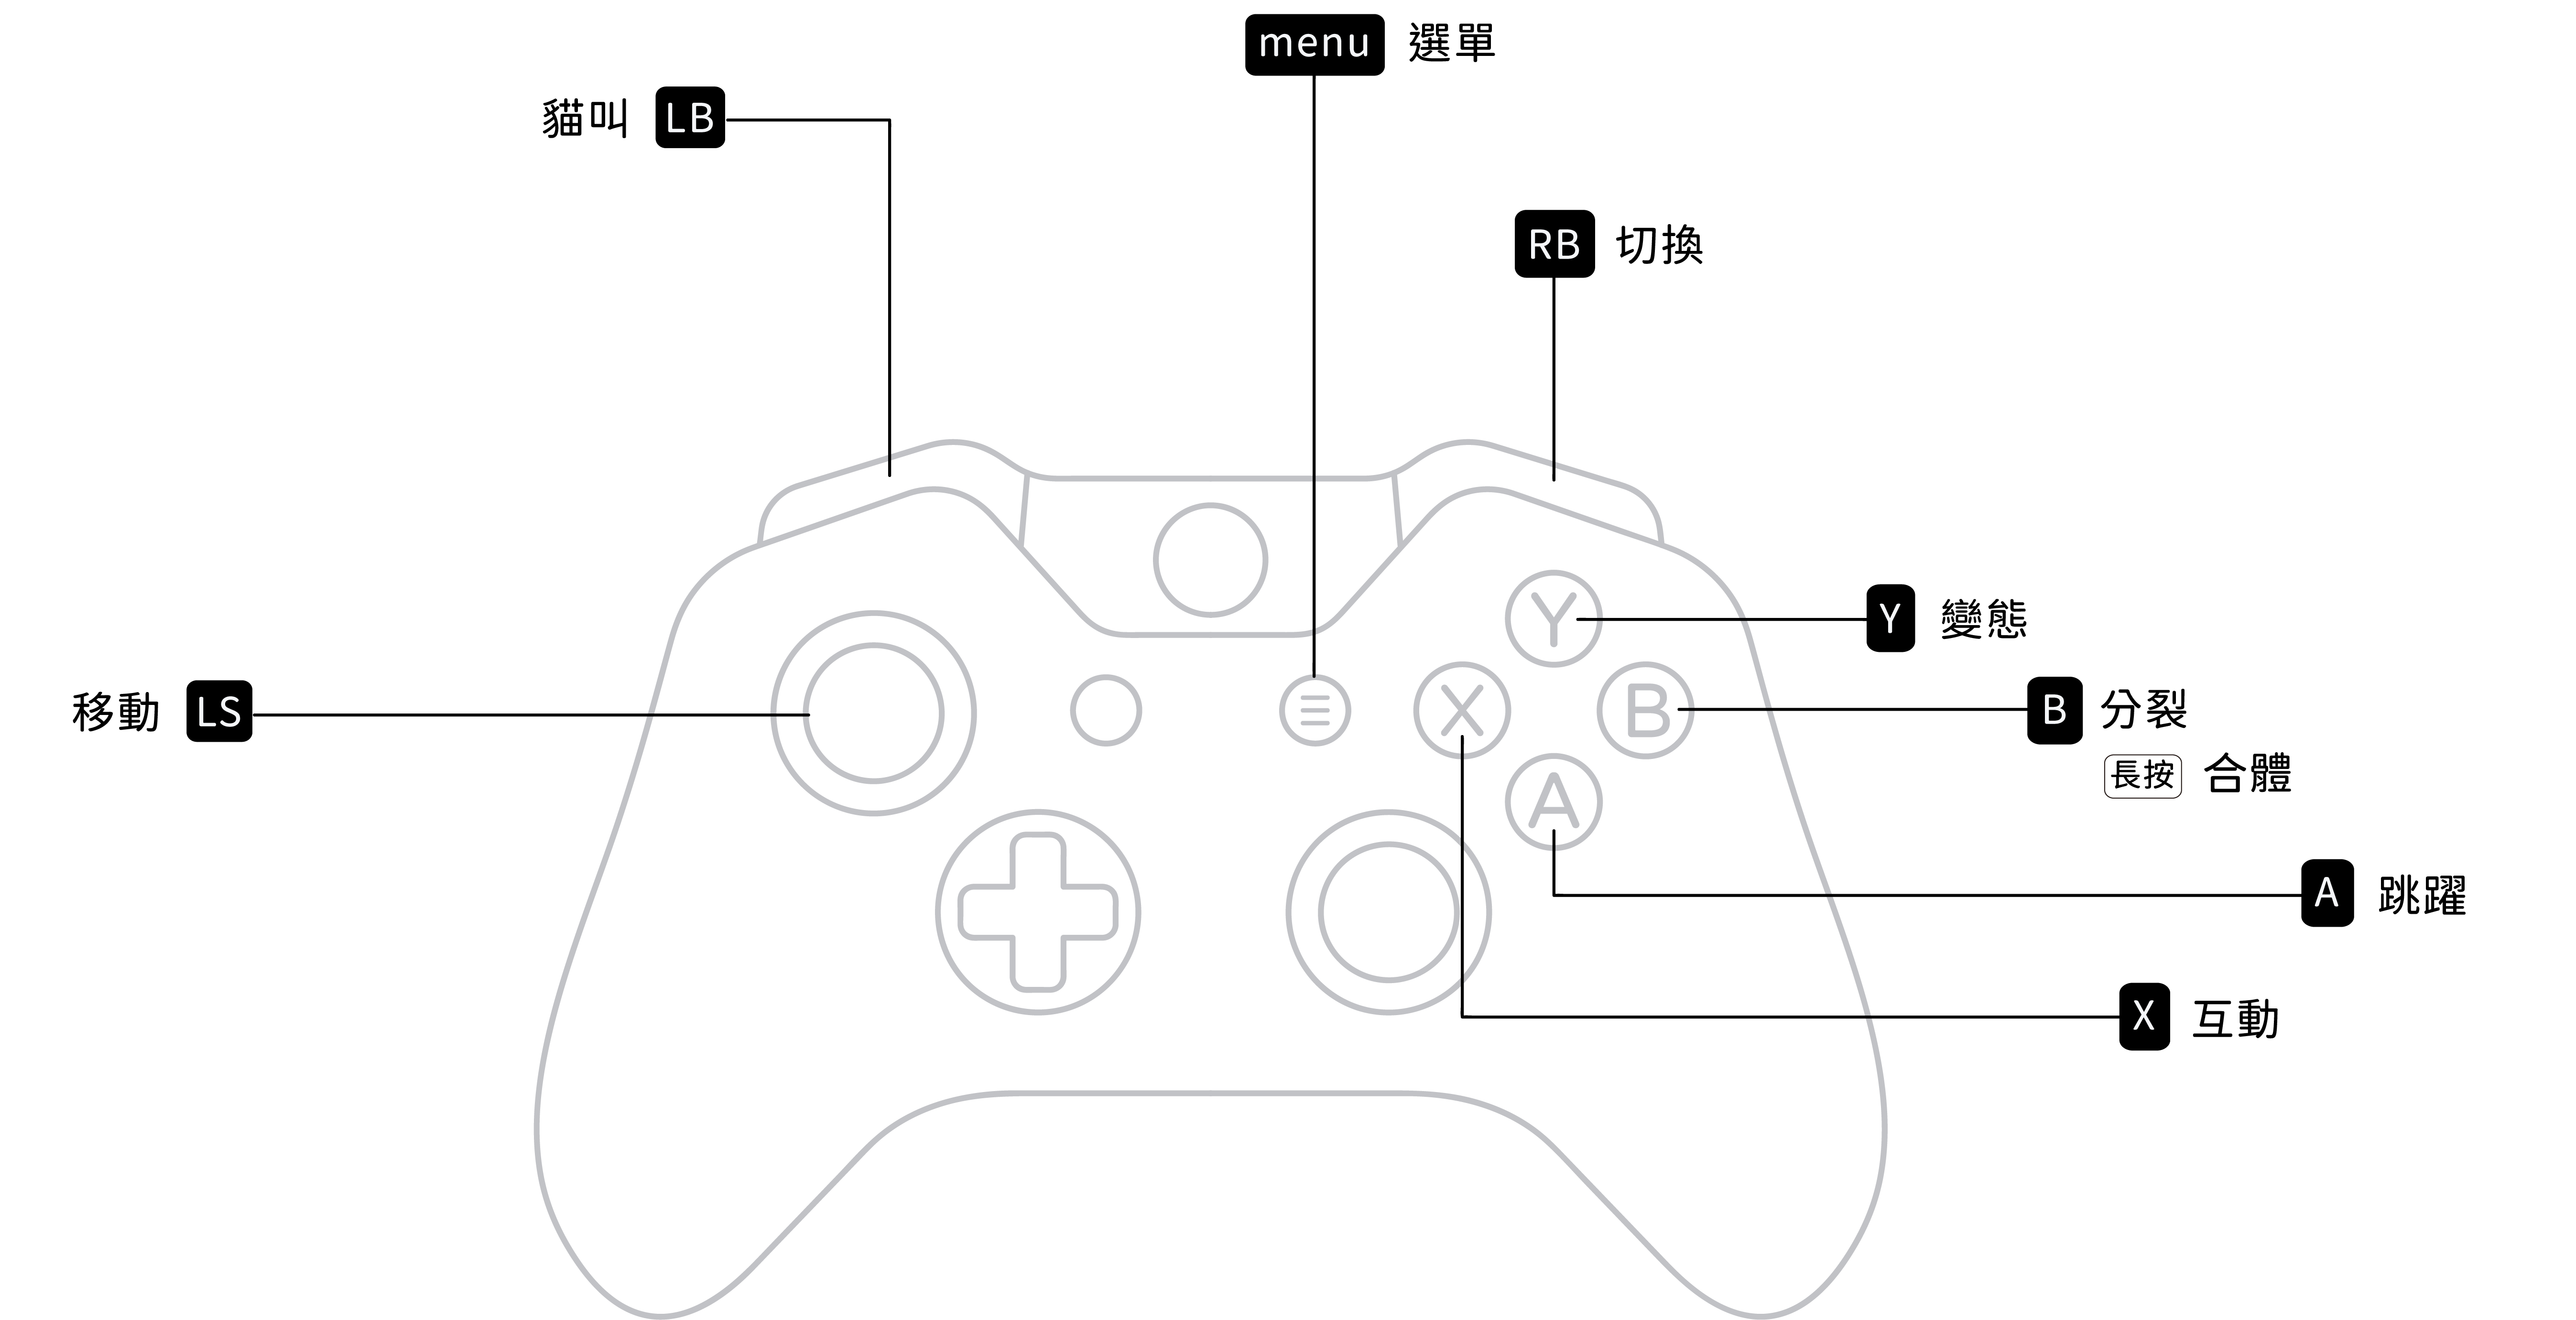 menu 選單
貓叫 LB
RB 切換
Y 變態
移動 LS
Y
X
B
A
B 分裂
長按 合體
A 跳躍
X 互動